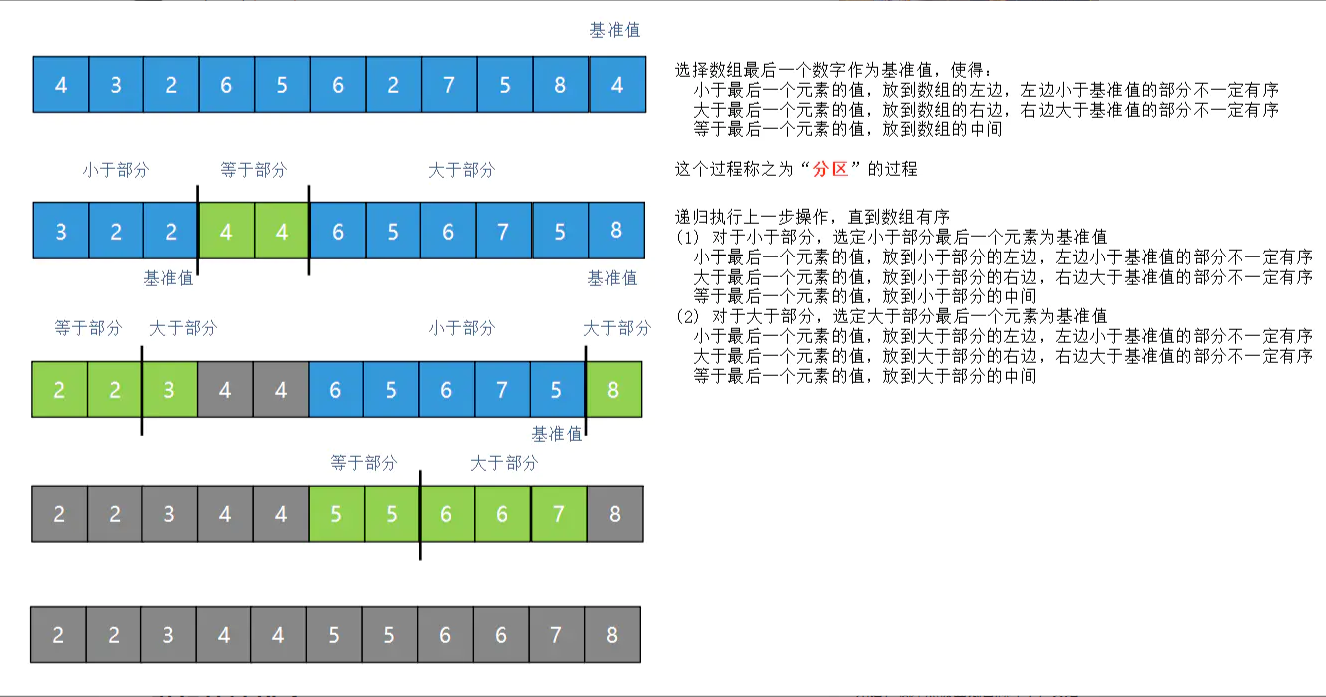 基准值
4 3 2 6 5 6 2 7 5 8 4
小于部分 等于部分 大于部分
3 2 2 4 4 6 5 6 7 5 8
基准值 基准值
等于部分 大于部分 小于部分 大于部分
2 2 3 4 4 6 5 6 7 5 8
基准值
等于部分 大于部分
2 2 3 4 4 5 5 6 6 7 8
2 2 3 4 4 5 5 6 6 7 8
选择数组最后一个数字作为基准值，使得：
小于最后一个元素的值，放到数组的左边，左边小于基准值的部分不一定有序
大于最后一个元素的值，放到数组的右边，右边大于基准值的部分不一定有序
等于最后一个元素的值，放到数组的中间
这个过程称之为“分区”的过程
递归执行上一步操作，直到数组有序
(1) 对于小于部分，选定小于部分最后一个元素为基准值
小于最后一个元素的值，放到小于部分的左边，左边小于基准值的部分不一定有序
大于最后一个元素的值，放到小于部分的右边，右边大于基准值的部分不一定有序
等于最后一个元素的值，放到小于部分的中间
(2) 对于大于部分，选定大于部分最后一个元素为基准值
小于最后一个元素的值，放到大于部分的左边，左边小于基准值的部分不一定有序
大于最后一个元素的值，放到大于部分的右边，右边大于基准值的部分不一定有序
等于最后一个元素的值，放到大于部分的中间